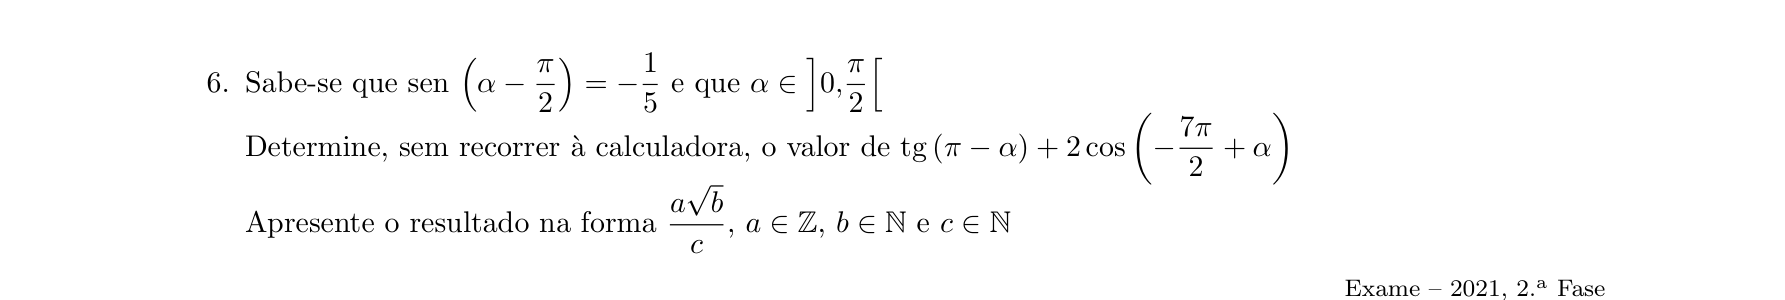 6. Sabe-se que sen (α − π/2) = −1/5 e que α ∈ ]0, π/2[
Determine, sem recorrer à calculadora, o valor de tg (π − α) + 2 cos (−7π/2 + α)
Apresente o resultado na forma a√b/c, a ∈ ℤ, b ∈ ℕ e c ∈ ℕ
Exame – 2021, 2.ª Fase